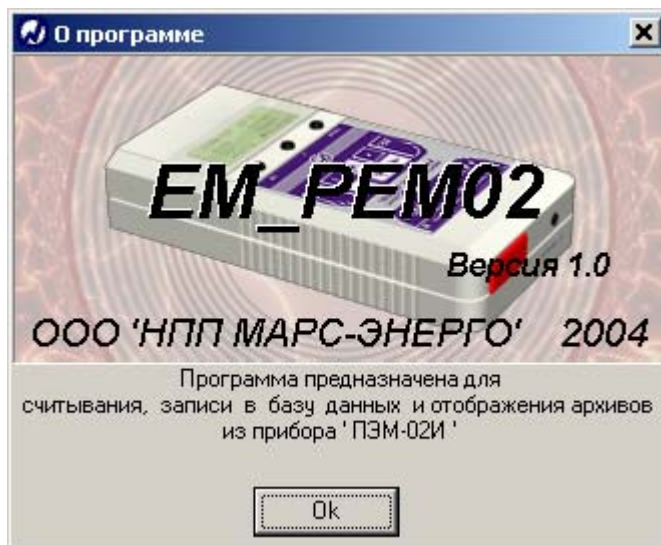 О программе
EM_PEM02
Версия 1.0
ООО 'НПП МАРС-ЭНЕРГО' 2004
Программа предназначена для
считывания, записи в базу данных и отображения архивов
из прибора ' ПЭМ-02И '
Ok